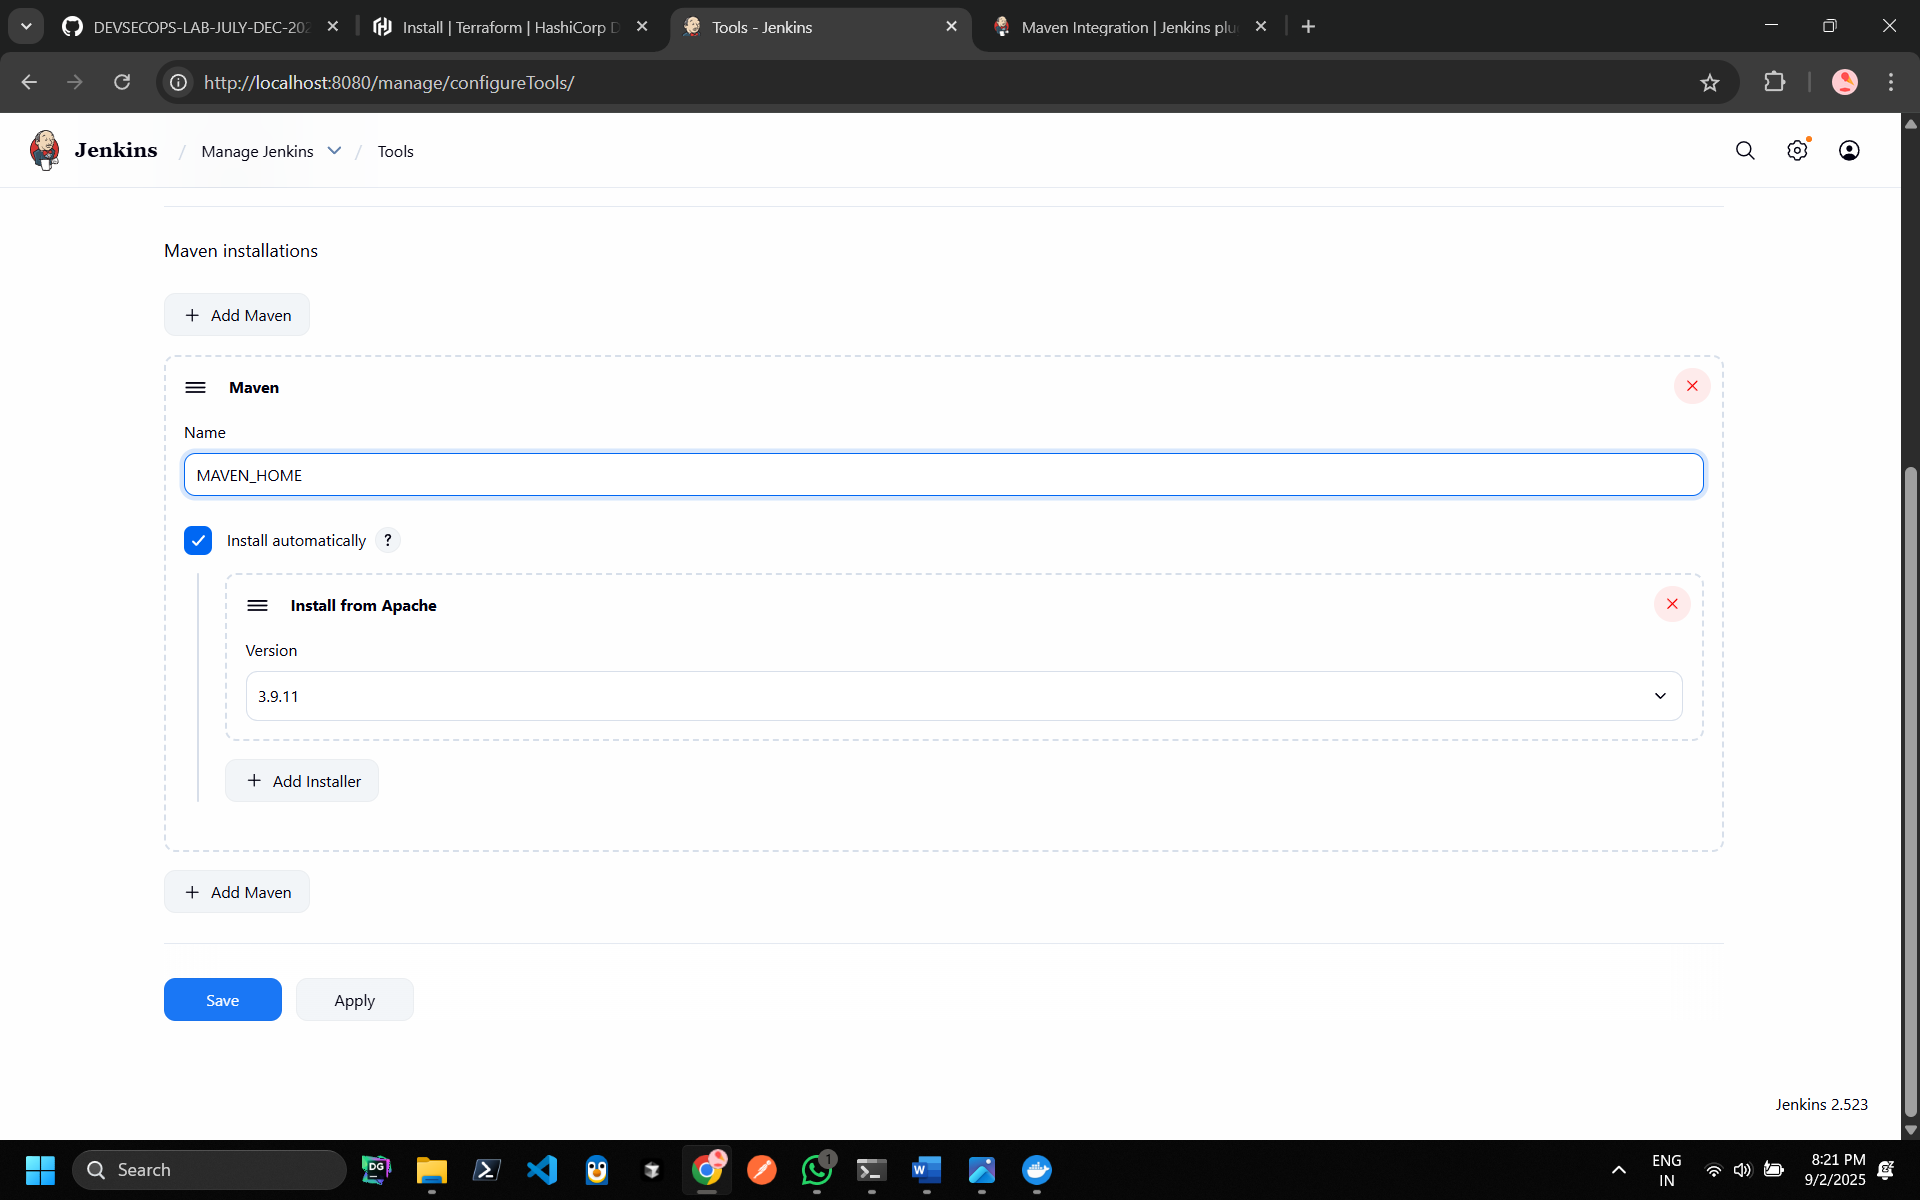 DEVSECOPS-LAB-JULY-DEC-202
Install | Terraform | HashiCorp D
Tools - Jenkins
Maven Integration | Jenkins plu
http://localhost:8080/manage/configureTools/
Jenkins / Manage Jenkins / Tools
Maven installations
+ Add Maven
Maven
Name
MAVEN_HOME
Install automatically ?
Install from Apache
Version
3.9.11
+ Add Installer
+ Add Maven
Save
Apply
Jenkins 2.523
DG
Search
W
1
ENG
IN
8:21 PM
9/2/2025